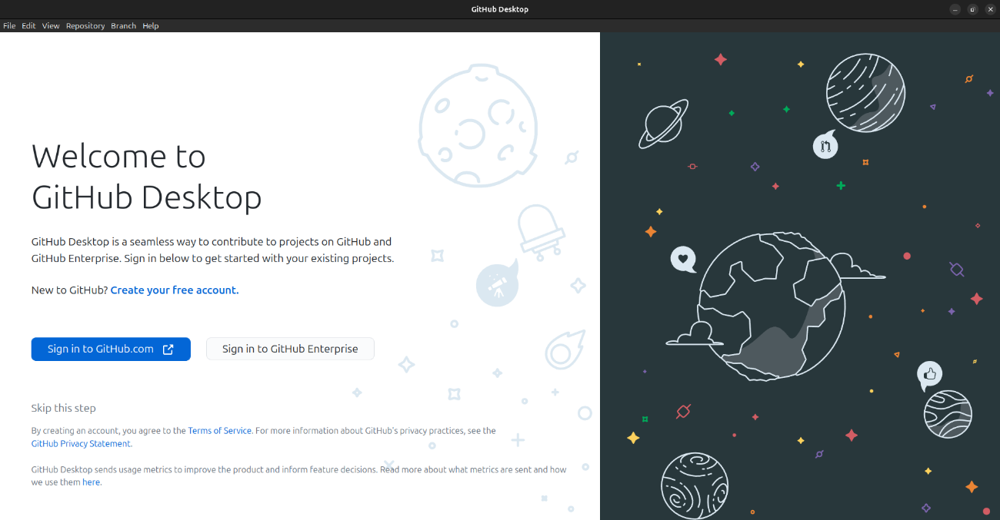 GitHub Desktop
File Edit View Repository Branch Help
Welcome to
GitHub Desktop
GitHub Desktop is a seamless way to contribute to projects on GitHub and
GitHub Enterprise. Sign in below to get started with your existing projects.
New to GitHub? Create your free account.
Sign in to GitHub.com
Sign in to GitHub Enterprise
Skip this step
By creating an account, you agree to the Terms of Service. For more information about GitHub's privacy practices, see the
GitHub Privacy Statement.
GitHub Desktop sends usage metrics to improve the product and inform feature decisions. Read more about what metrics are sent and how
we use them here.